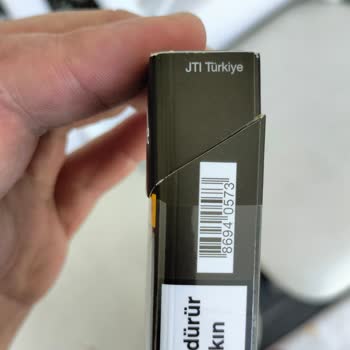 JTI Türkiye
8694 0573
dürür
kın